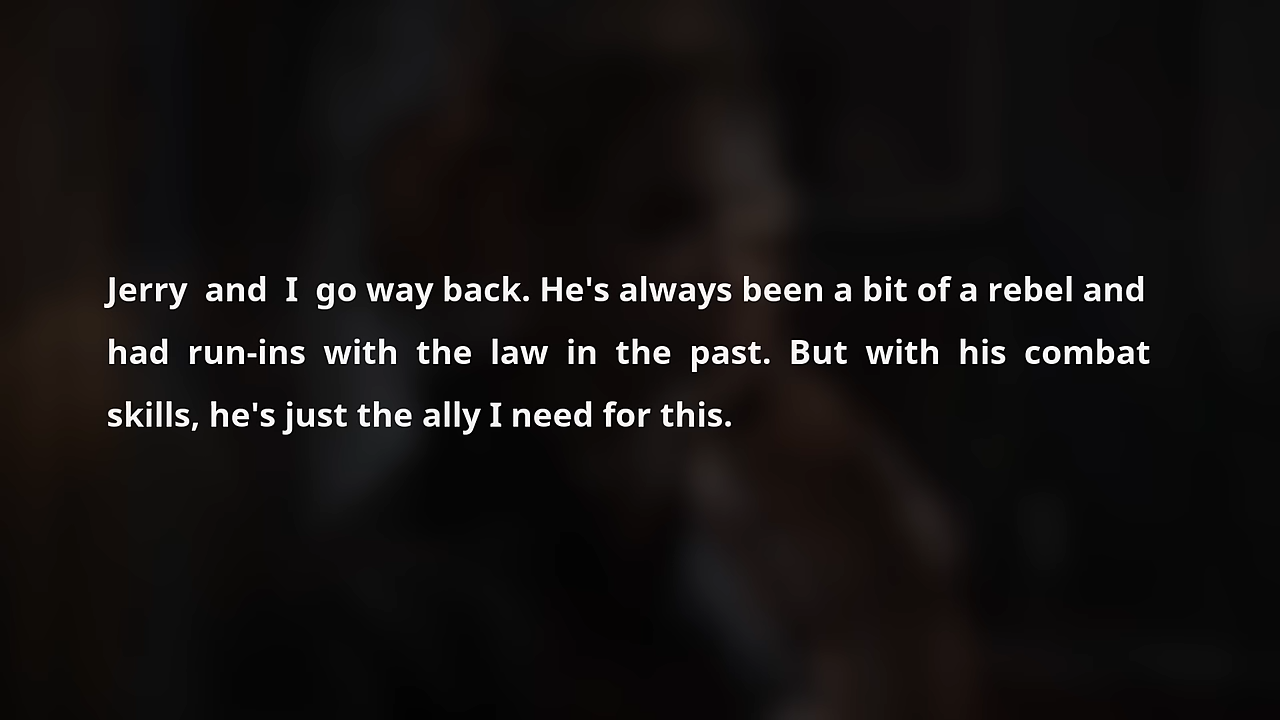 Jerry and I go way back. He's always been a bit of a rebel and
had run-ins with the law in the past. But with his combat
skills, he's just the ally I need for this.